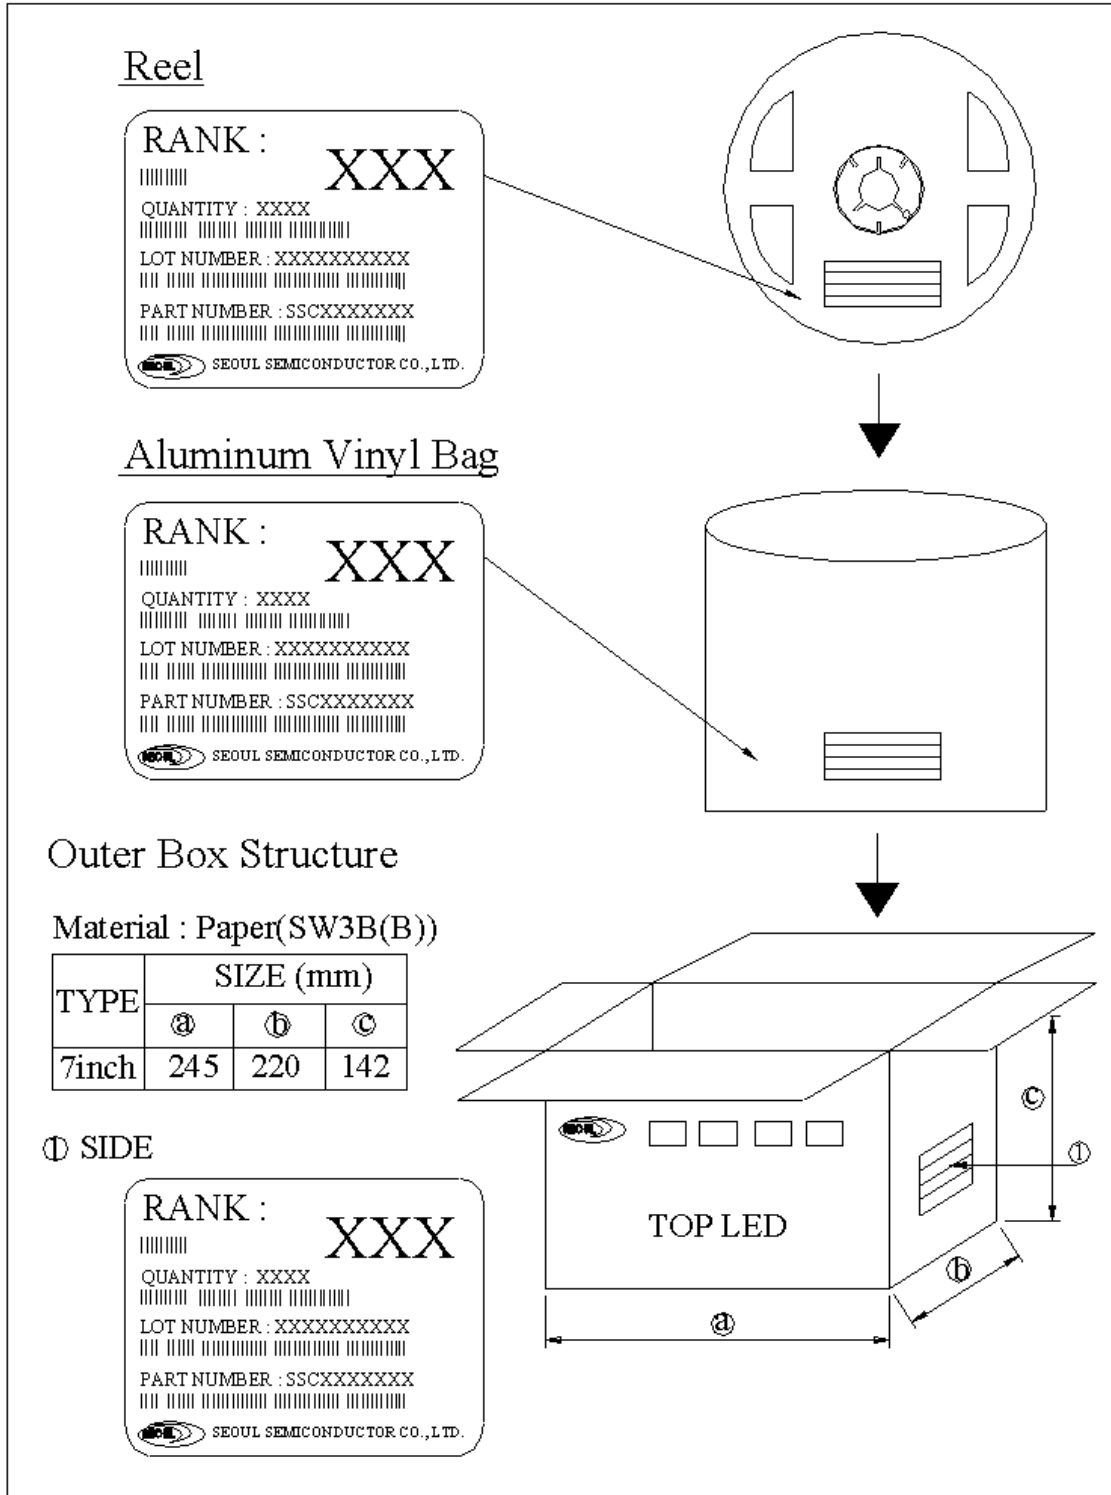 Reel
RANK :
XXX
QUANTITY : XXXX
LOT NUMBER : XXXXXXXXXX
PART NUMBER : SSCXXXXXXX
SEOUL SEMICONDUCTOR CO.,LTD.
Aluminum Vinyl Bag
RANK :
XXX
QUANTITY : XXXX
LOT NUMBER : XXXXXXXXXX
PART NUMBER : SSCXXXXXXX
SEOUL SEMICONDUCTOR CO.,LTD.
Outer Box Structure
Material : Paper(SW3B(B))
TYPE SIZE (mm)
ⓐ ⓑ ⓒ
7inch 245 220 142
① SIDE
RANK :
XXX
QUANTITY : XXXX
LOT NUMBER : XXXXXXXXXX
PART NUMBER : SSCXXXXXXX
SEOUL SEMICONDUCTOR CO.,LTD.
ⓒ
①
TOP LED
ⓑ
ⓐ